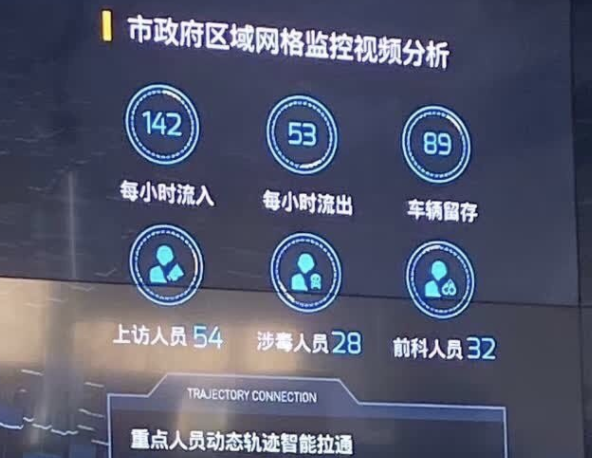 市政府区域网格监控视频分析
142
53
89
每小时流入
每小时流出
车辆留存
上访人员 54
涉毒人员 28
前科人员 32
TRAJECTORY CONNECTION
重点人员动态轨迹智能拉通